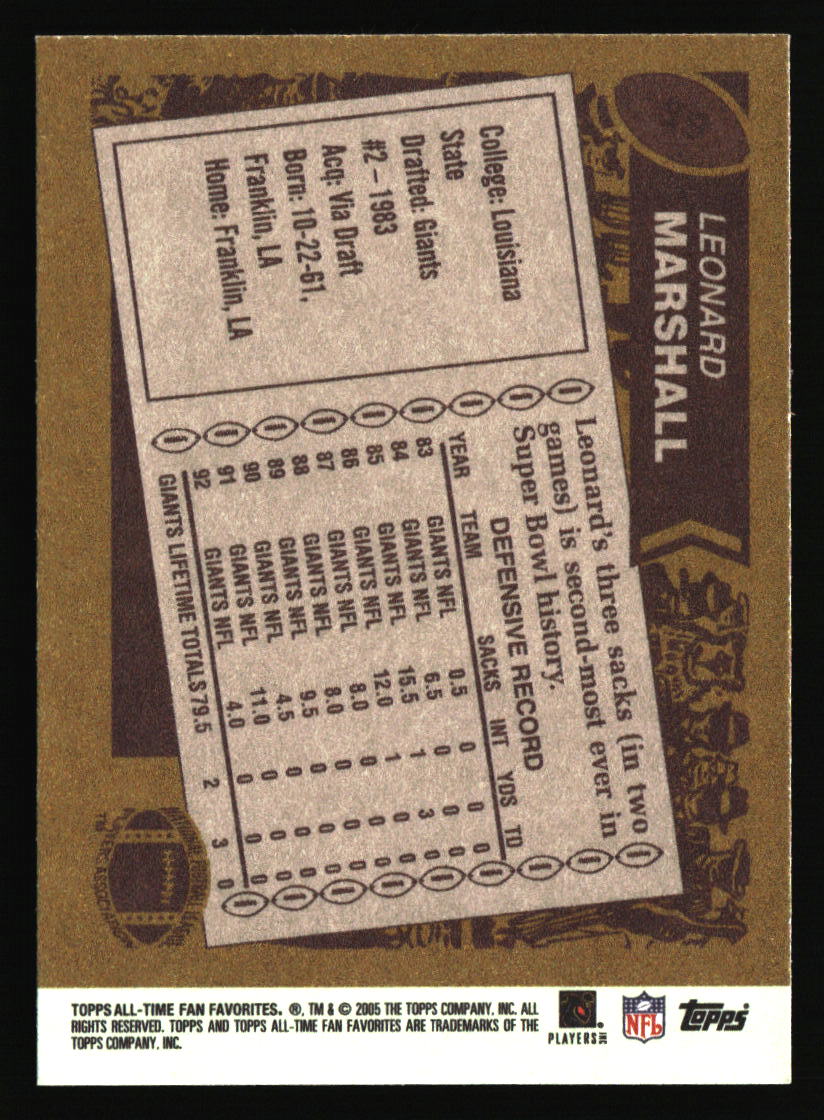 LEONARD
MARSHALL
College: Louisiana
State
Drafted: Giants
#2 – 1983
Acq: Via Draft
Born: 10-22-61,
Franklin, LA
Home: Franklin, LA
Leonard's three sacks (in two
games) is second-most ever in
Super Bowl history.
DEFENSIVE RECORD
YEAR TEAM SACKS INT YDS TD
83 GIANTS NFL 0.5 0 0 0
84 GIANTS NFL 6.5 0 0 0
85 GIANTS NFL 15.5 1 3 0
86 GIANTS NFL 12.0 1 0 0
87 GIANTS NFL 8.0 0 0 0
88 GIANTS NFL 8.0 0 0 0
89 GIANTS NFL 9.5 0 0 0
90 GIANTS NFL 4.5 0 0 0
91 GIANTS NFL 11.0 0 0 0
92 GIANTS NFL 4.0 0 0 0
GIANTS LIFETIME TOTALS 79.5 2 3 0
PLAYERS ASSOCIATION
TOPPS ALL-TIME FAN FAVORITES. ®, TM & © 2005 THE TOPPS COMPANY, INC. ALL
RIGHTS RESERVED. TOPPS AND TOPPS ALL-TIME FAN FAVORITES ARE TRADEMARKS OF THE
TOPPS COMPANY, INC.
PLAYERS INC
NFL
Topps